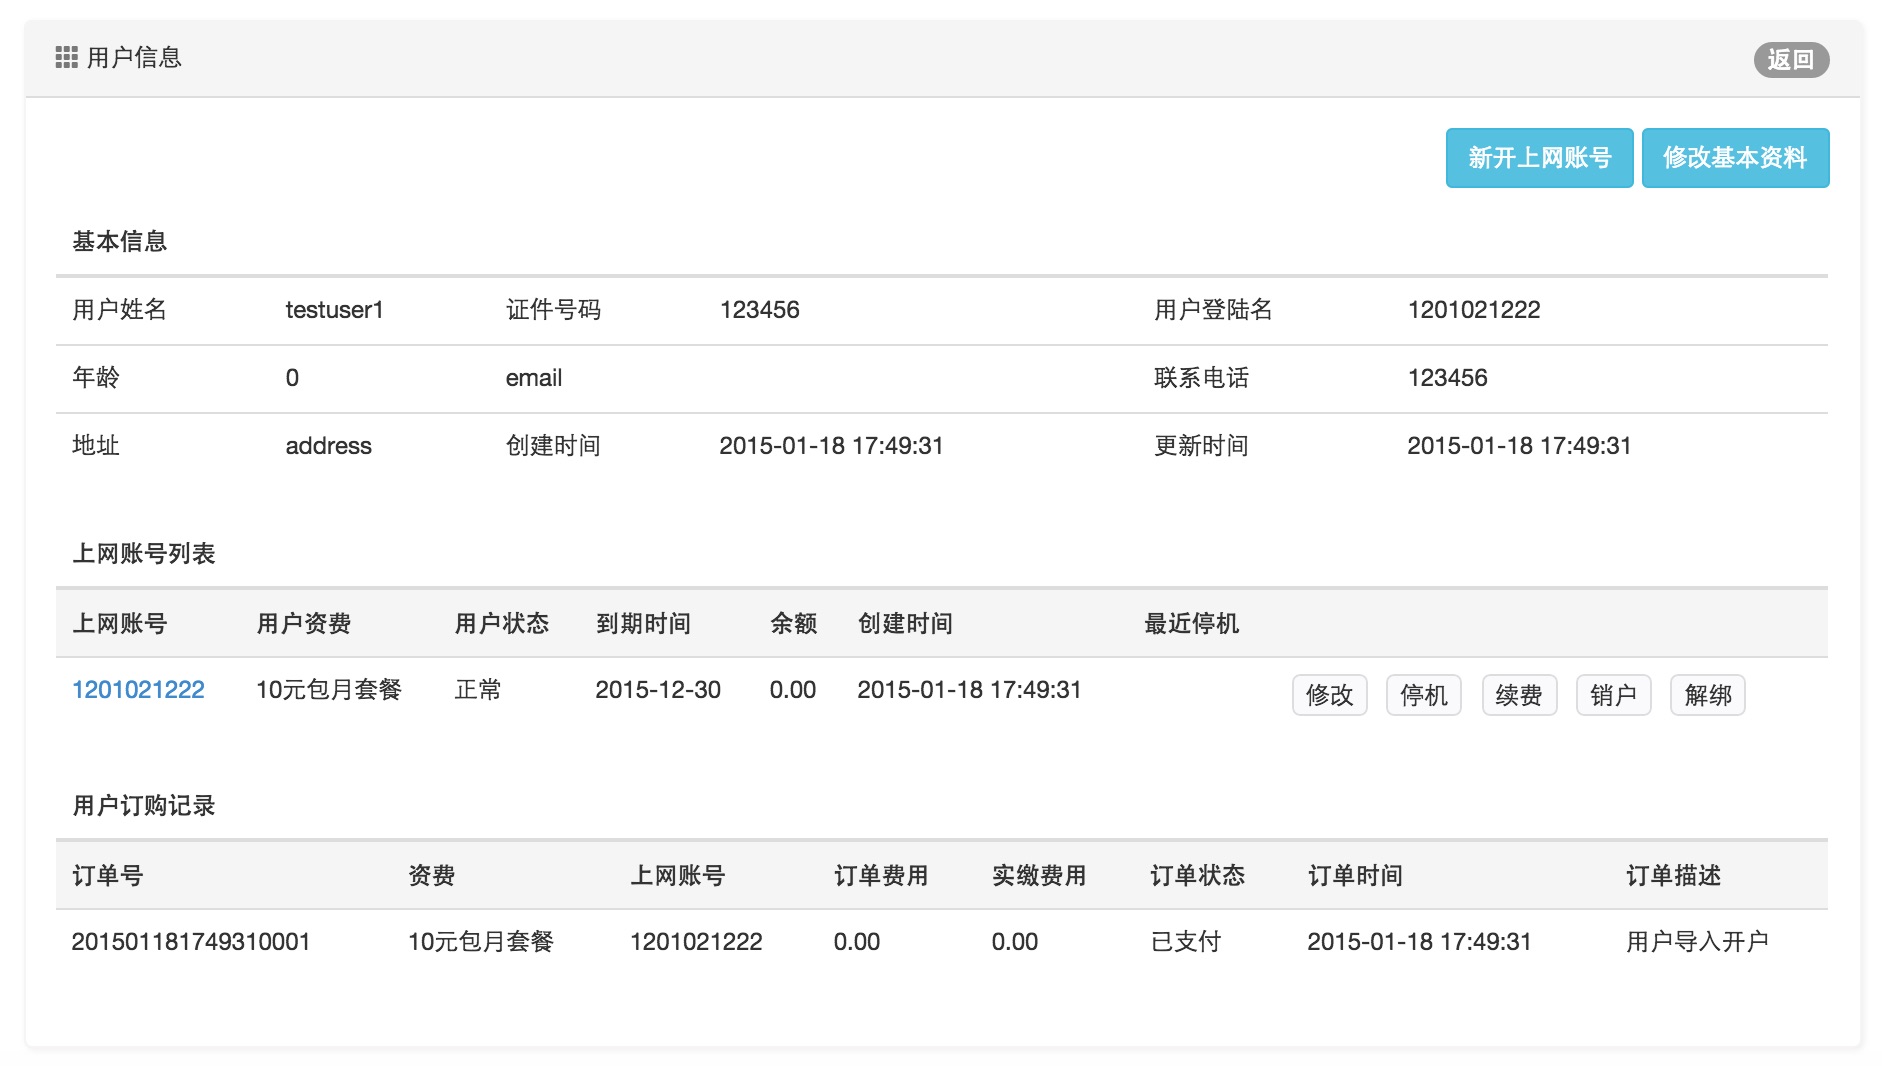 用户信息 返回
新开上网账号 修改基本资料
基本信息
用户姓名 testuser1 证件号码 123456 用户登陆名 1201021222
年龄 0 email 联系电话 123456
地址 address 创建时间 2015-01-18 17:49:31 更新时间 2015-01-18 17:49:31
上网账号列表
上网账号 用户资费 用户状态 到期时间 余额 创建时间 最近停机
1201021222 10元包月套餐 正常 2015-12-30 0.00 2015-01-18 17:49:31 修改 停机 续费 销户 解绑
用户订购记录
订单号 资费 上网账号 订单费用 实缴费用 订单状态 订单时间 订单描述
201501181749310001 10元包月套餐 1201021222 0.00 0.00 已支付 2015-01-18 17:49:31 用户导入开户